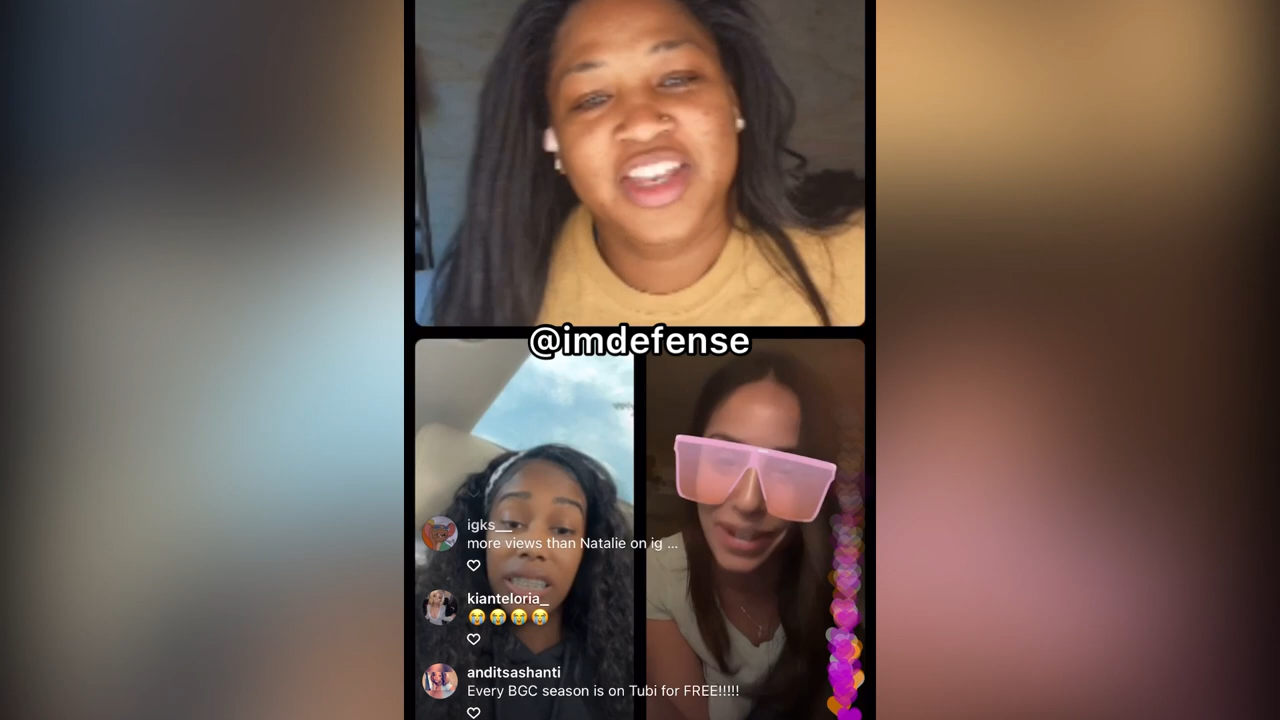 @imdefense
igks__
more views than Natalie on ig ...
kianteloria_
😭😭😭😭
anditsashanti
Every BGC season is on Tubi for FREE!!!!!